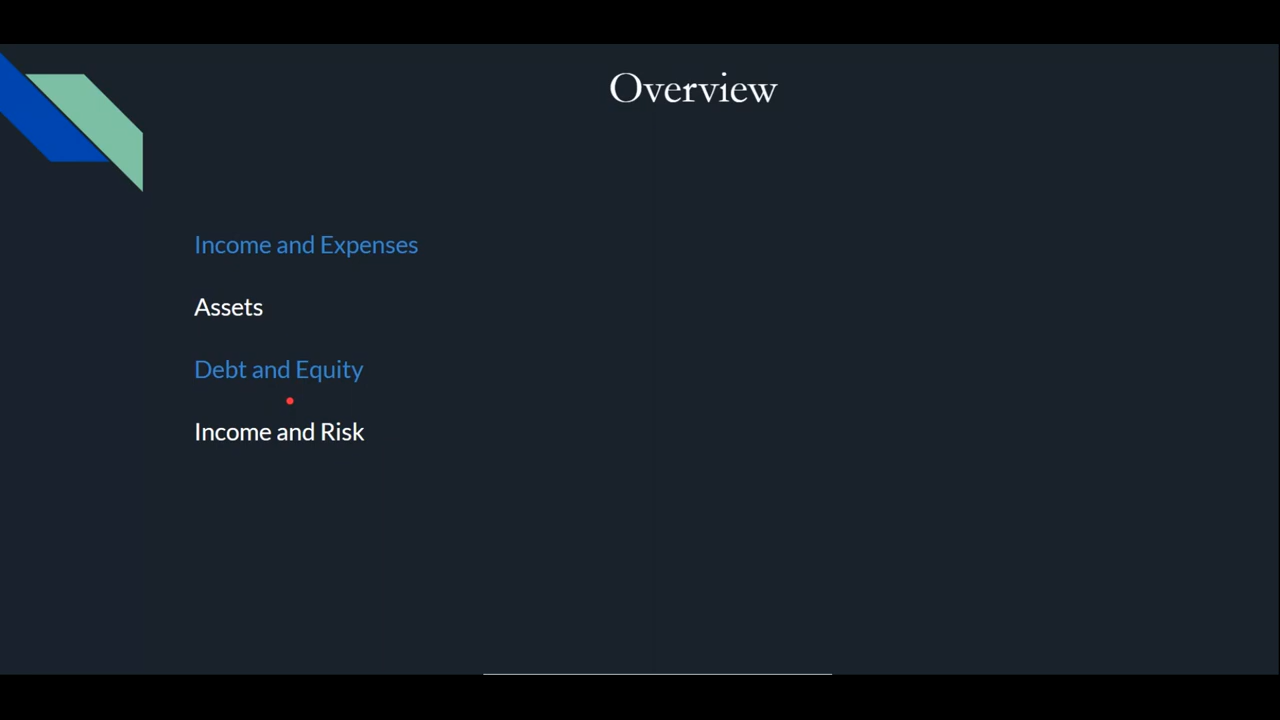 Overview
Income and Expenses
Assets
Debt and Equity
Income and Risk